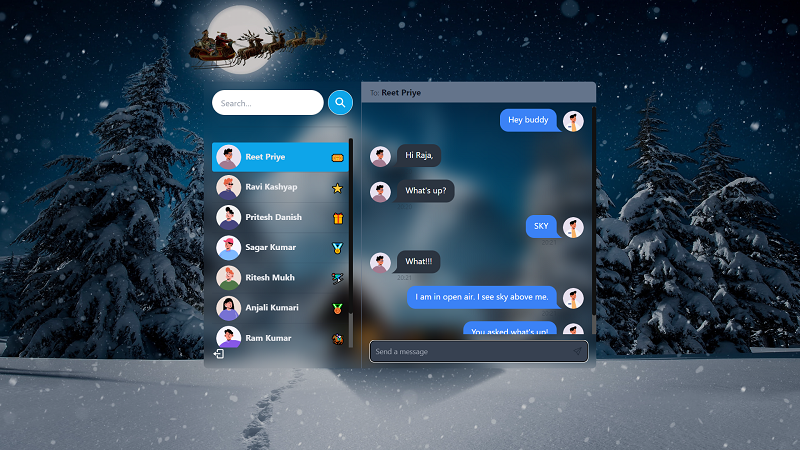 Search...
Reet Priye
Ravi Kashyap
Pritesh Danish
Sagar Kumar
Ritesh Mukh
Anjali Kumari
Ram Kumar
To: Reet Priye
Hey buddy
Hi Raja,
What's up?
SKY
What!!!
I am in open air. I see sky above me.
You asked what's up!
Send a message